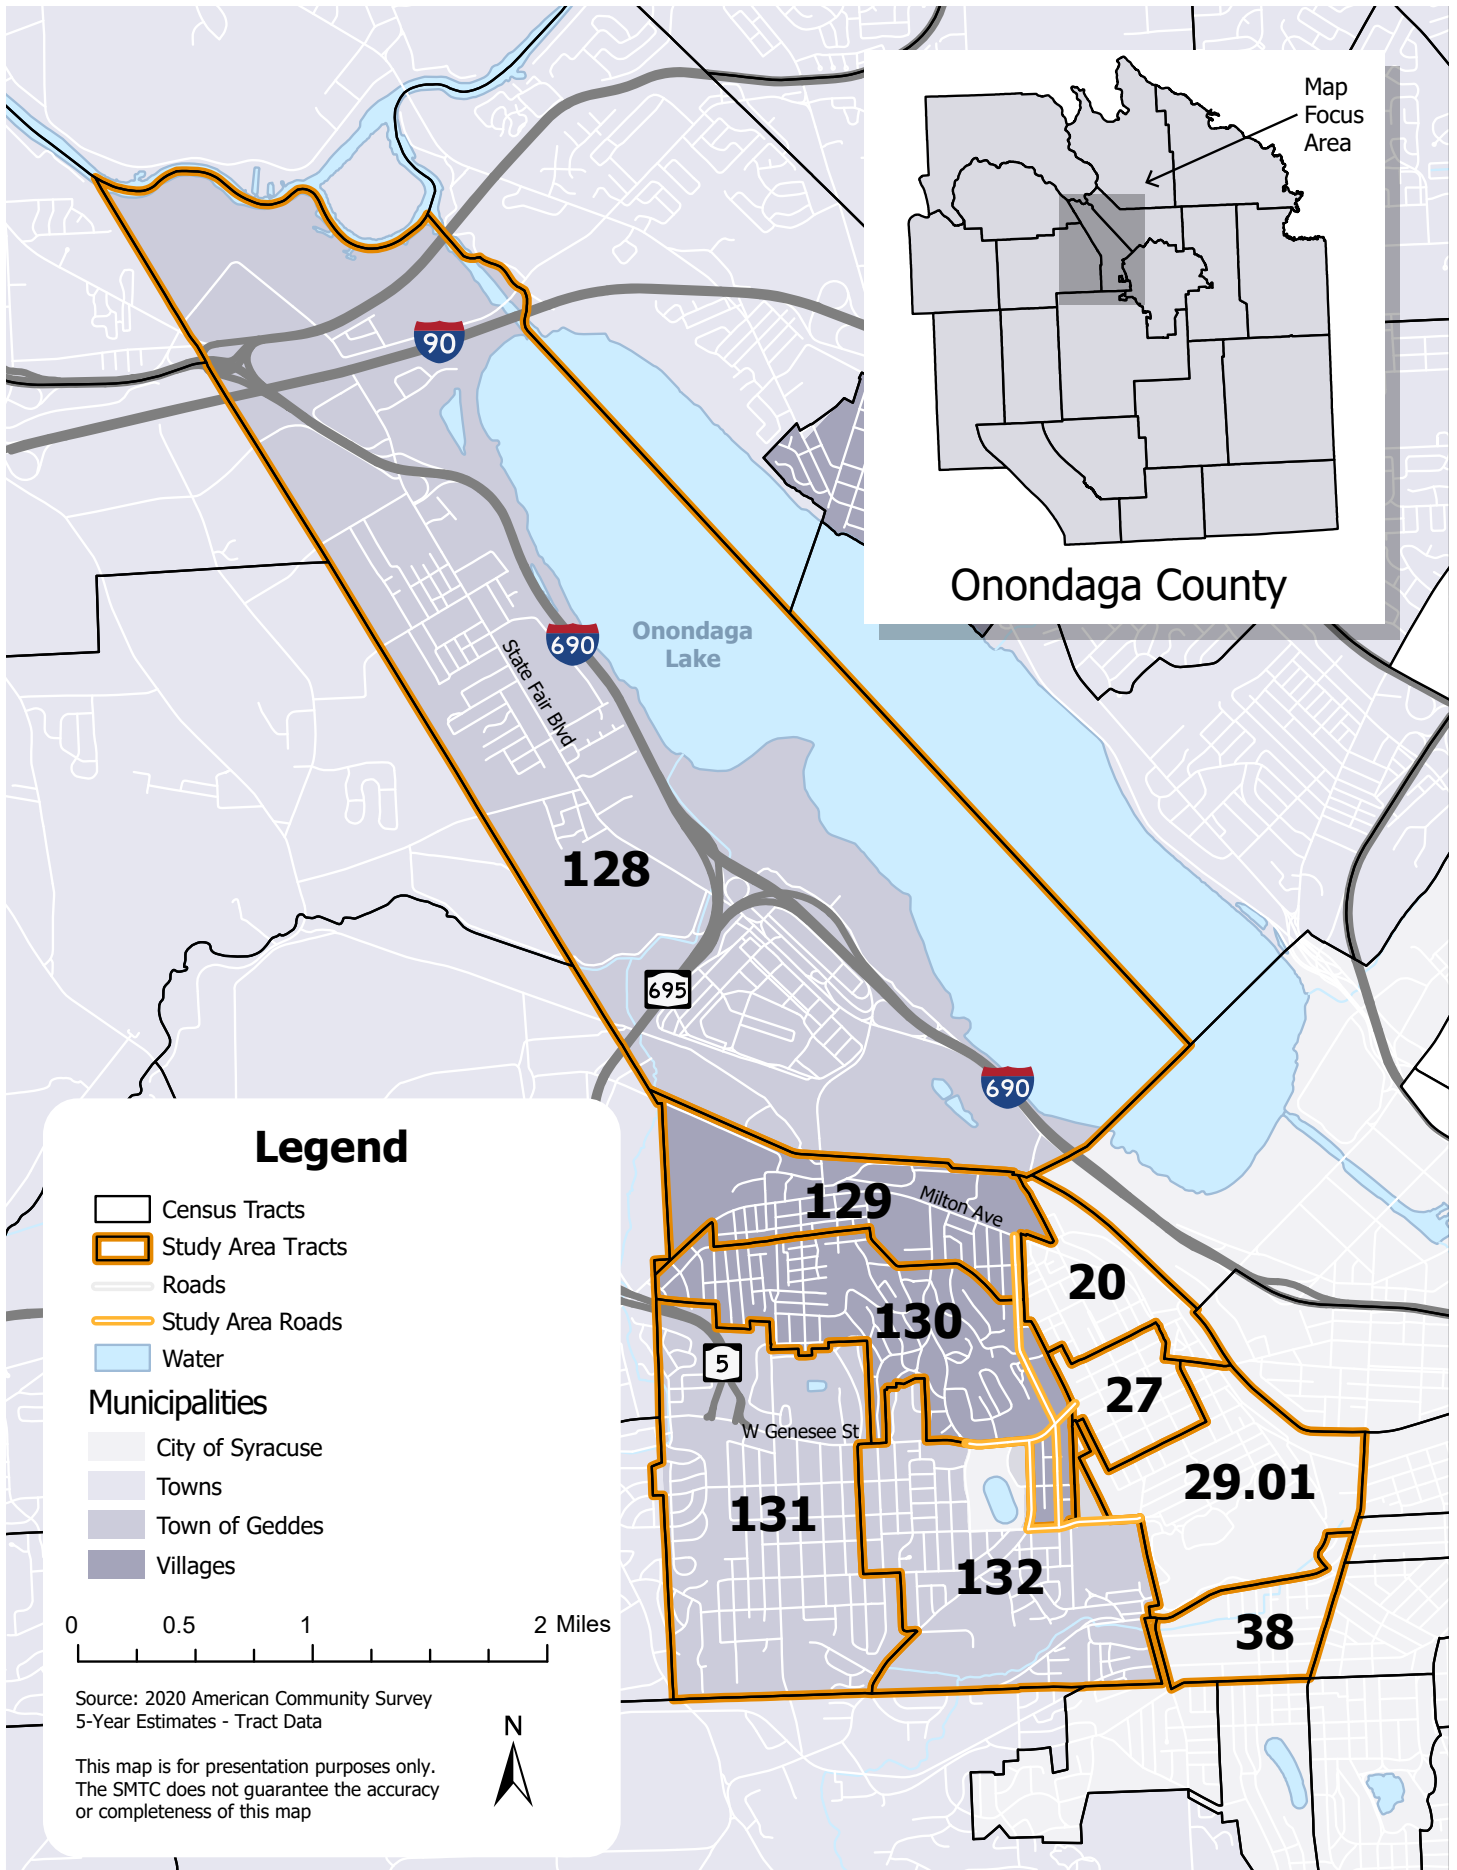 Map
Focus
Area
Onondaga County
90
690
Onondaga
Lake
State Fair Blvd
128
695
690
129
Milton Ave
20
130
5
27
W Genesee St
29.01
131
132
38
Legend
Census Tracts
Study Area Tracts
Roads
Study Area Roads
Water
Municipalities
City of Syracuse
Towns
Town of Geddes
Villages
0 0.5 1 2 Miles
Source: 2020 American Community Survey
5-Year Estimates - Tract Data
N
This map is for presentation purposes only.
The SMTC does not guarantee the accuracy
or completeness of this map